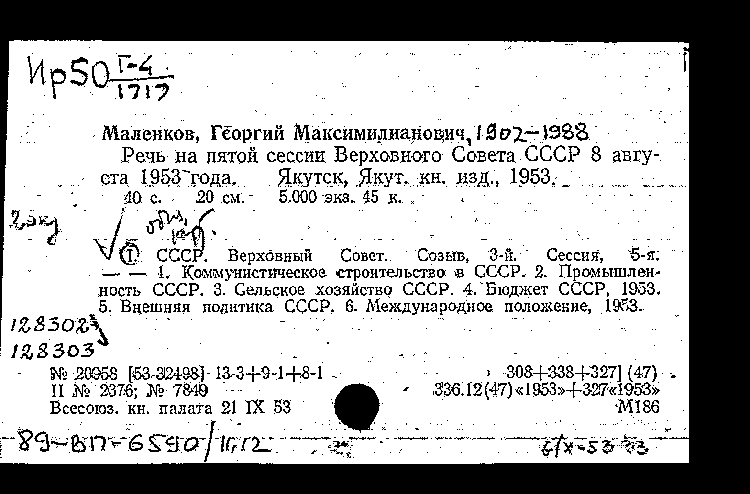 Ир50 Г-4
1717
Маленков, Георгий Максимилианович, 1902-1988
Речь на пятой сессии Верховного Совета СССР 8 авгу-
ста 1953 года. Якутск, Якут. кн. изд., 1953.
40 с. 20 см. 5.000 экз. 45 к.
2 экз
1. СССР. Верховный Совет. Созыв, 3-й. Сессия, 5-я.
— — 1. Коммунистическое строительство в СССР. 2. Промышлен-
ность СССР. 3. Сельское хозяйство СССР. 4. Бюджет СССР, 1953.
5. Внешняя политика СССР. 6. Международное положение, 1953.
128302
128303
№ 20958 [53-32498] 13-3+9-1+8-1 308+338+327] (47)
П № 2376; № 7849 336.12(47)«1953»+327«1953»
Всесоюз. кн. палата 21 IX 53 М186
89-ВП-6590/1612